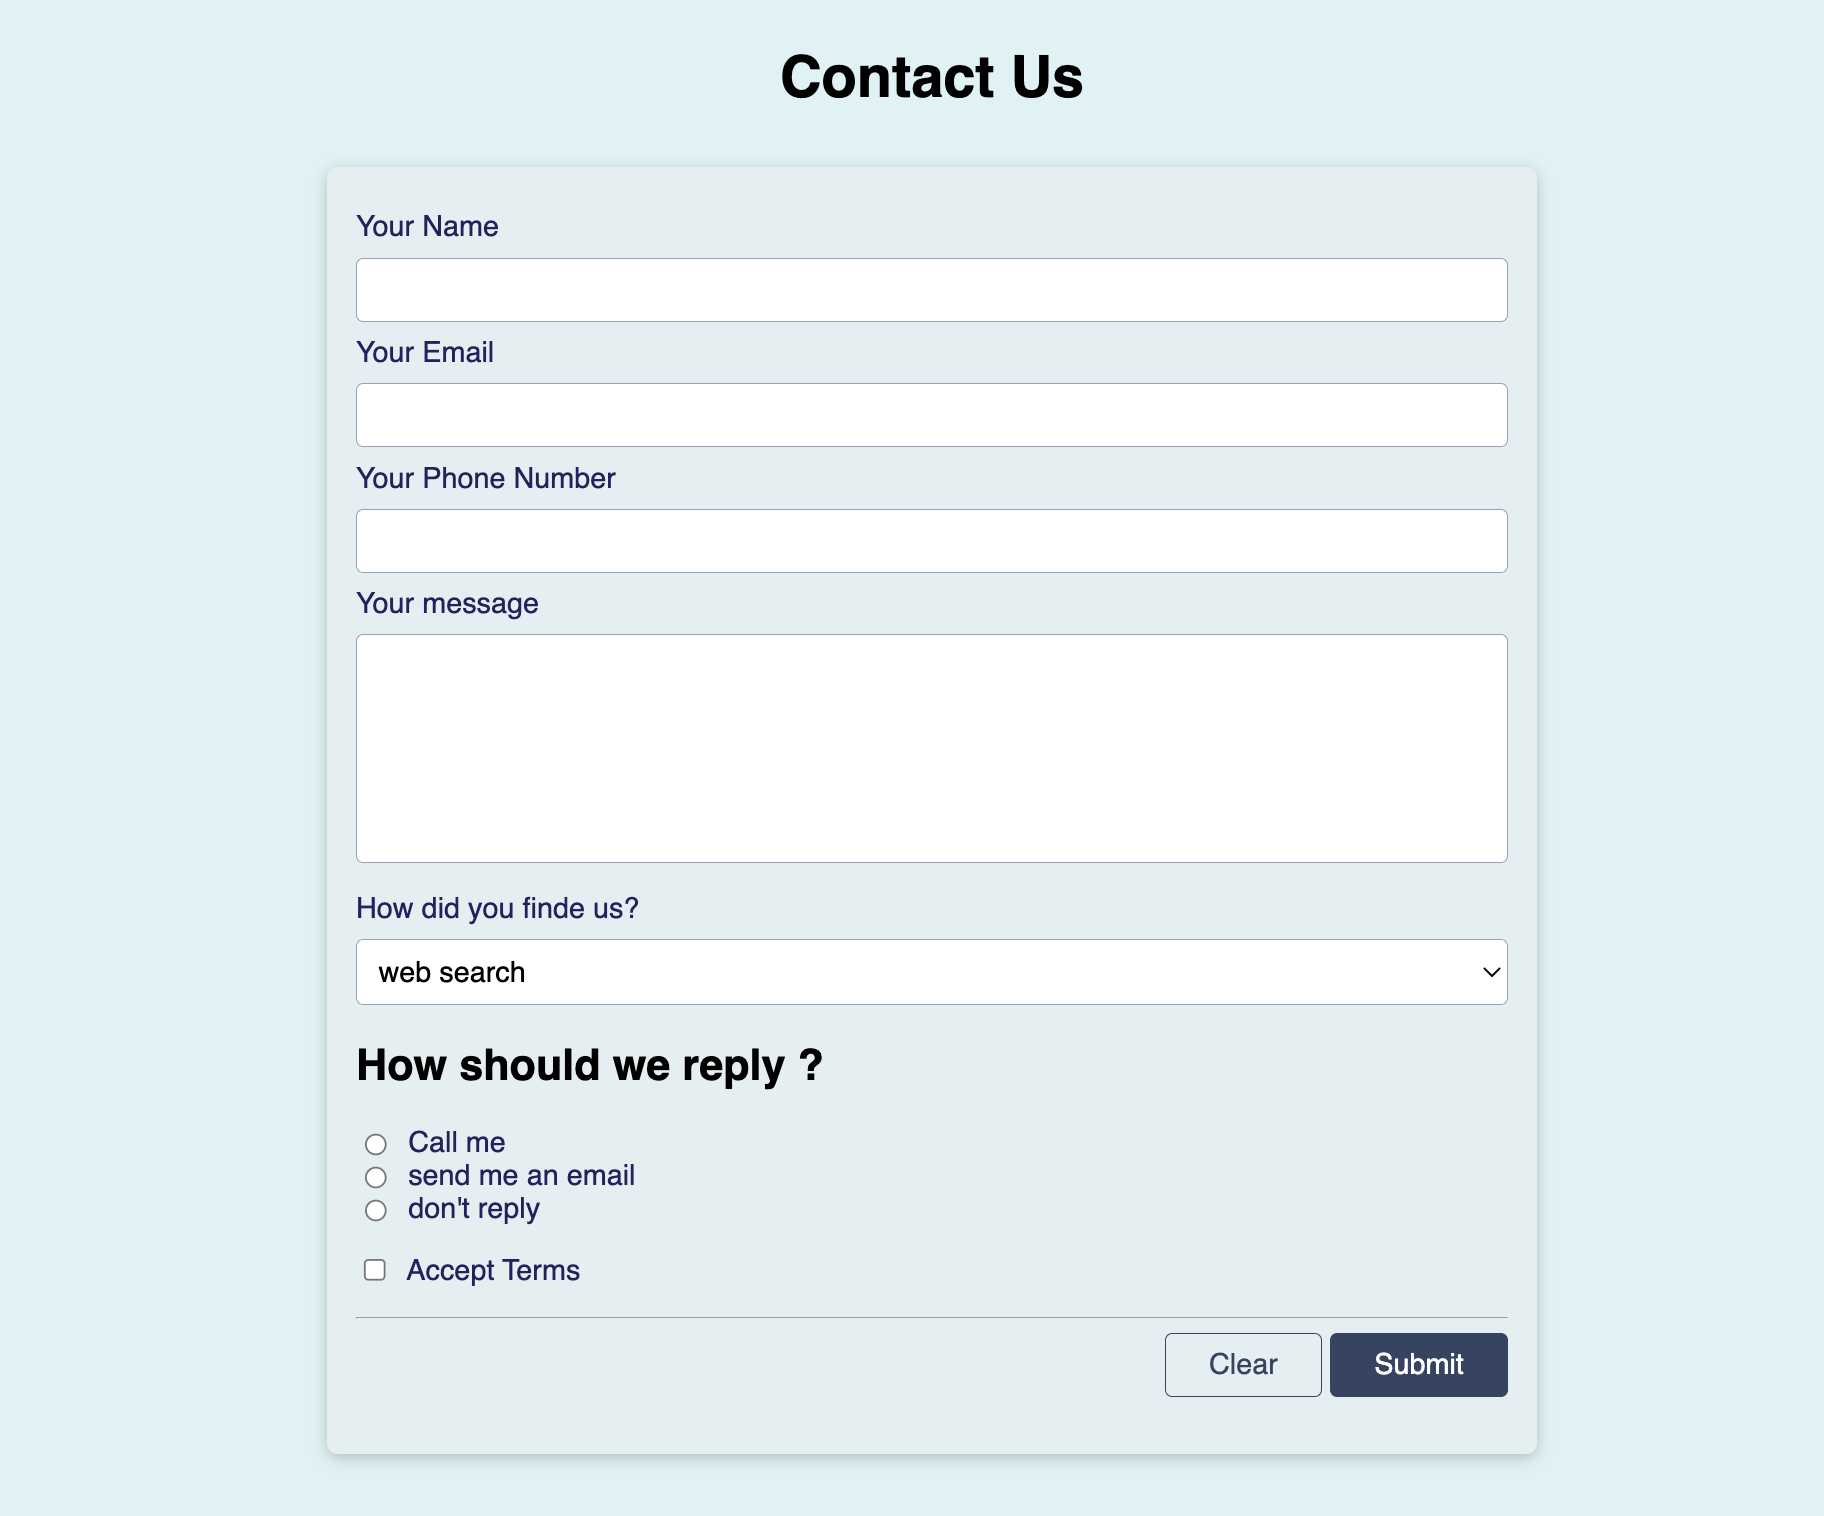 Contact Us
Your Name
Your Email
Your Phone Number
Your message
How did you finde us?
web search
How should we reply ?
Call me
send me an email
don't reply
Accept Terms
Clear Submit